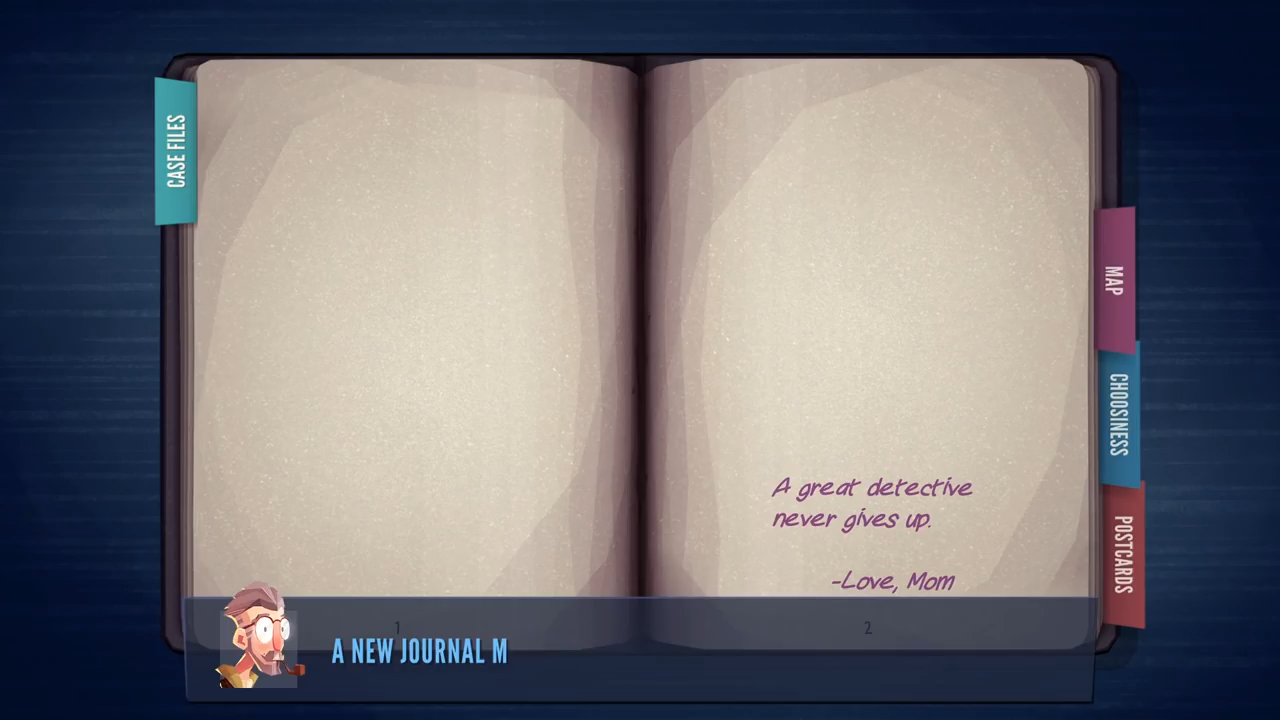 CASE FILES
MAP
CHOOSINESS
POSTCARDS
A great detective
never gives up.
-Love, Mom
1
2
A NEW JOURNAL M